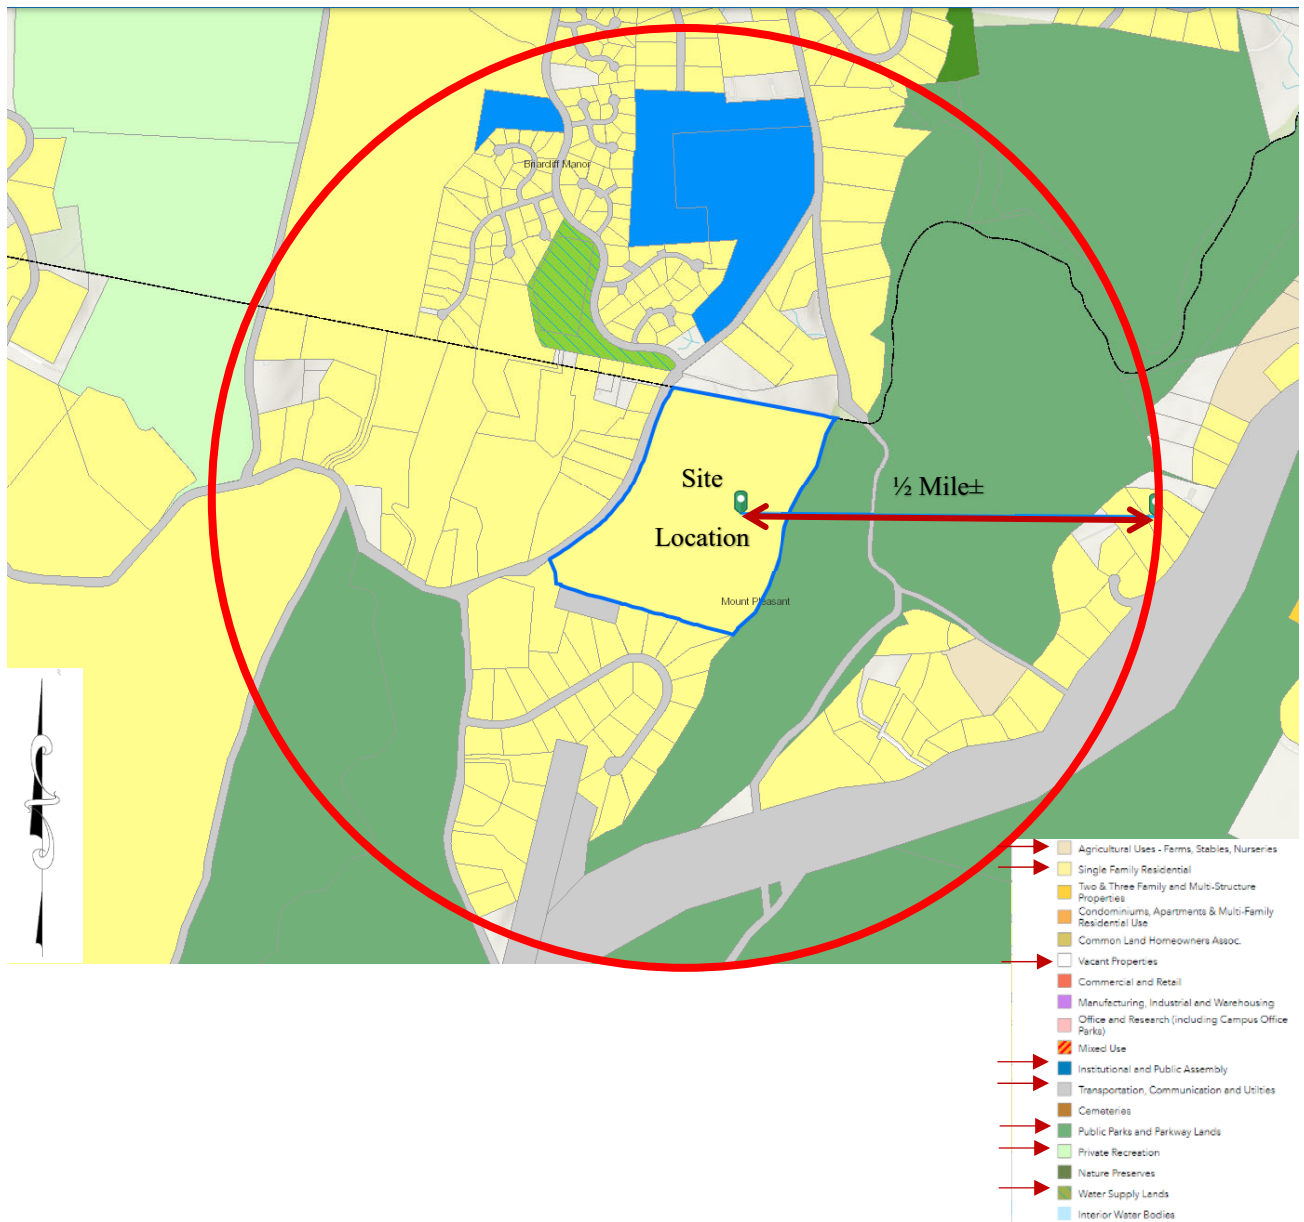 Briarcliff Manor
Site
Location
½ Mile±
Mount Pleasant
Agricultural Uses - Farms, Stables, Nurseries
Single Family Residential
Two & Three Family and Multi-Structure
Properties
Condominiums, Apartments & Multi-Family
Residential Use
Common Land Homeowners Assoc.
Vacant Properties
Commercial and Retail
Manufacturing, Industrial and Warehousing
Office and Research (including Campus Office
Parks)
Mixed Use
Institutional and Public Assembly
Transportation, Communication and Utilties
Cemeteries
Public Parks and Parkway Lands
Private Recreation
Nature Preserves
Water Supply Lands
Interior Water Bodies